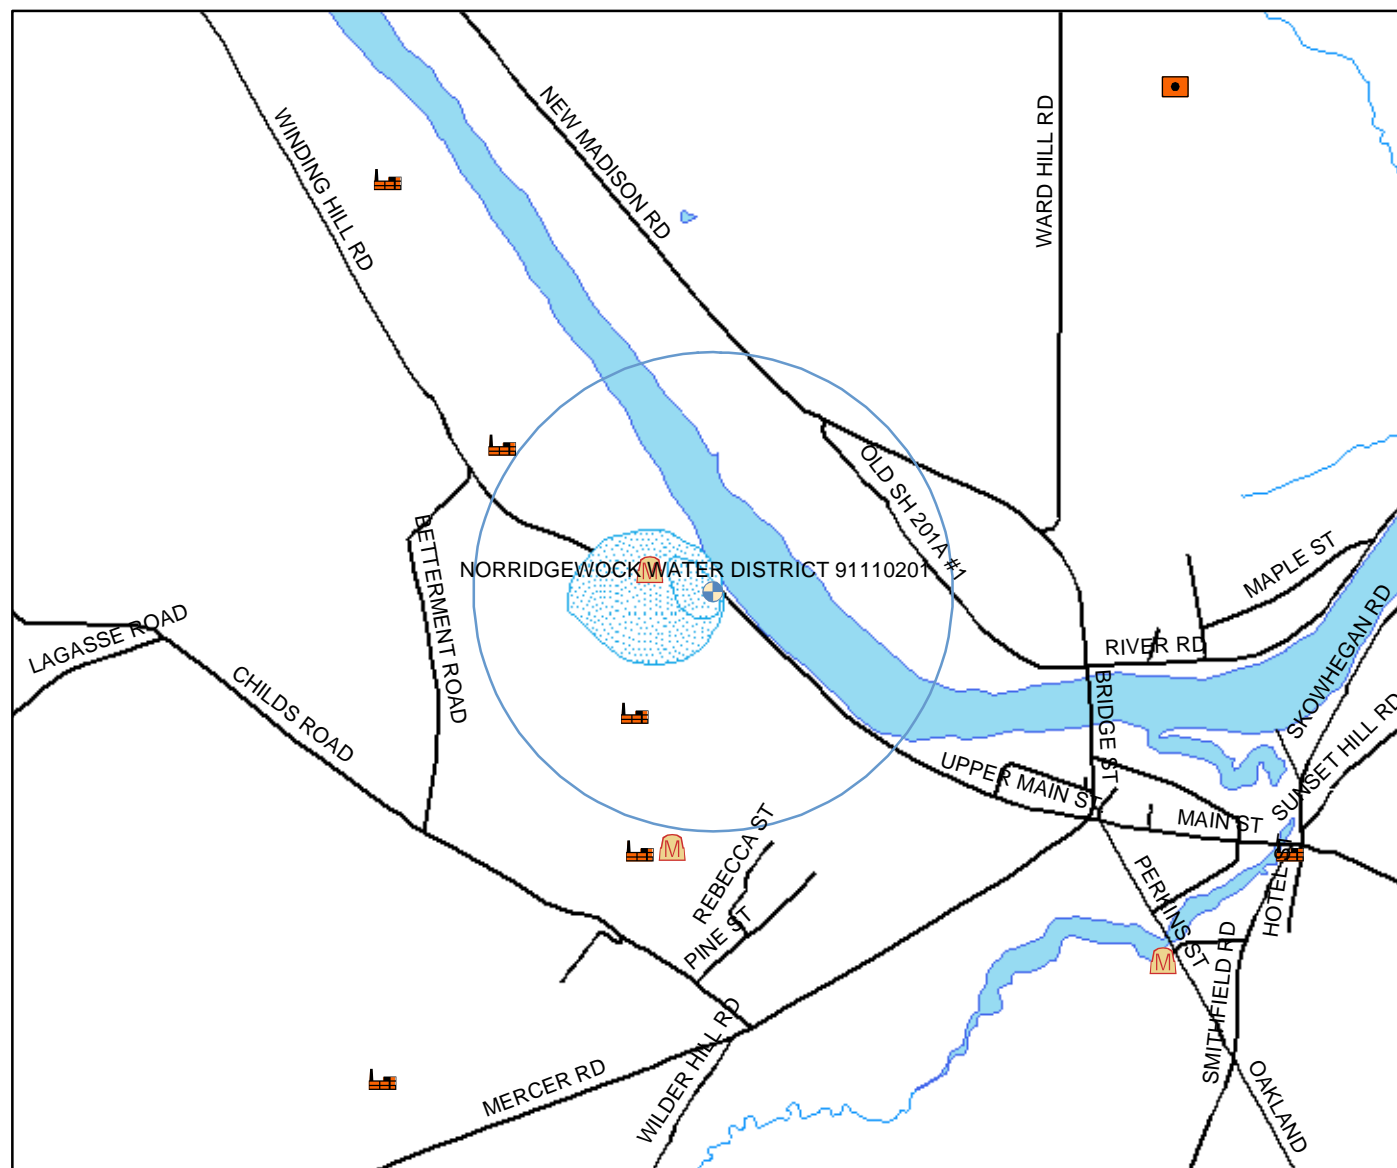 WINDING HILL RD
NEW MADISON RD
WARD HILL RD
OLD SH 201A #1
BETTERMENT ROAD
M
NORRIDGEWOCK WATER DISTRICT 91110201
MAPLE ST
LAGASSE ROAD
CHILDS ROAD
RIVER RD
SKOWHEGAN RD
BRIDGE ST
SUNSET HILL RD
UPPER MAIN ST
MAIN ST
M
REBECCA ST
PINE ST
PERKINS ST
HOTEL ST
M
SMITHFIELD RD
WILDER HILL RD
MERCER RD
OAKLAND